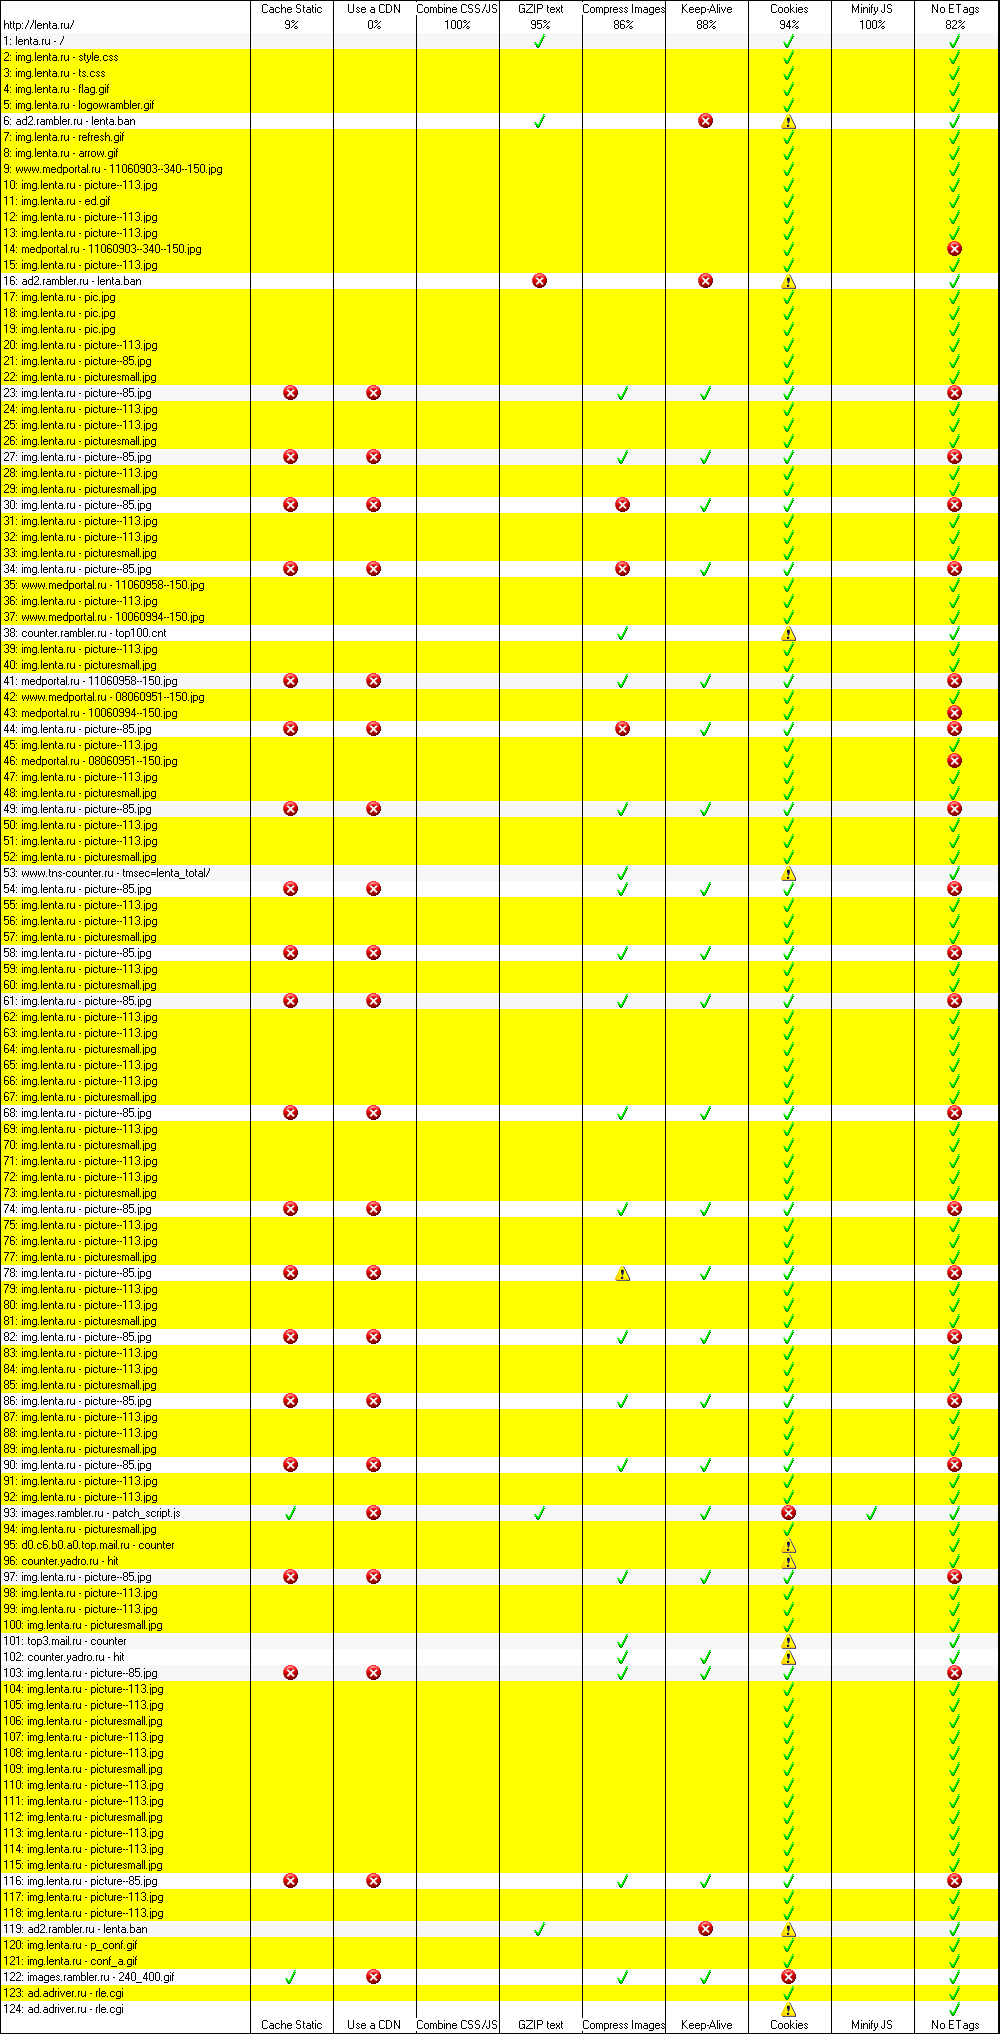 Cache Static Use a CDN Combine CSS/JS GZIP text Compress Images Keep-Alive Cookies Minify JS No ETags
http://lenta.ru/ 9% 0% 100% 95% 86% 88% 94% 100% 82%
1: lenta.ru - /
2: img.lenta.ru - style.css
3: img.lenta.ru - ts.css
4: img.lenta.ru - flag.gif
5: img.lenta.ru - logowrambler.gif
6: ad2.rambler.ru - lenta.ban
7: img.lenta.ru - refresh.gif
8: img.lenta.ru - arrow.gif
9: www.medportal.ru - 11060903--340--150.jpg
10: img.lenta.ru - picture--113.jpg
11: img.lenta.ru - ed.gif
12: img.lenta.ru - picture--113.jpg
13: img.lenta.ru - picture--113.jpg
14: medportal.ru - 11060903--340--150.jpg
15: img.lenta.ru - picture--113.jpg
16: ad2.rambler.ru - lenta.ban
17: img.lenta.ru - pic.jpg
18: img.lenta.ru - pic.jpg
19: img.lenta.ru - pic.jpg
20: img.lenta.ru - picture--113.jpg
21: img.lenta.ru - picture--85.jpg
22: img.lenta.ru - picturesmall.jpg
23: img.lenta.ru - picture--85.jpg
24: img.lenta.ru - picture--113.jpg
25: img.lenta.ru - picture--113.jpg
26: img.lenta.ru - picturesmall.jpg
27: img.lenta.ru - picture--85.jpg
28: img.lenta.ru - picture--113.jpg
29: img.lenta.ru - picturesmall.jpg
30: img.lenta.ru - picture--85.jpg
31: img.lenta.ru - picture--113.jpg
32: img.lenta.ru - picture--113.jpg
33: img.lenta.ru - picturesmall.jpg
34: img.lenta.ru - picture--85.jpg
35: www.medportal.ru - 11060958--150.jpg
36: img.lenta.ru - picture--113.jpg
37: www.medportal.ru - 10060994--150.jpg
38: counter.rambler.ru - top100.cnt
39: img.lenta.ru - picture--113.jpg
40: img.lenta.ru - picturesmall.jpg
41: medportal.ru - 11060958--150.jpg
42: www.medportal.ru - 08060951--150.jpg
43: medportal.ru - 10060994--150.jpg
44: img.lenta.ru - picture--85.jpg
45: img.lenta.ru - picture--113.jpg
46: medportal.ru - 08060951--150.jpg
47: img.lenta.ru - picture--113.jpg
48: img.lenta.ru - picturesmall.jpg
49: img.lenta.ru - picture--85.jpg
50: img.lenta.ru - picture--113.jpg
51: img.lenta.ru - picture--113.jpg
52: img.lenta.ru - picturesmall.jpg
53: www.tns-counter.ru - tmsec=lenta_total/
54: img.lenta.ru - picture--85.jpg
55: img.lenta.ru - picture--113.jpg
56: img.lenta.ru - picture--113.jpg
57: img.lenta.ru - picturesmall.jpg
58: img.lenta.ru - picture--85.jpg
59: img.lenta.ru - picture--113.jpg
60: img.lenta.ru - picturesmall.jpg
61: img.lenta.ru - picture--85.jpg
62: img.lenta.ru - picture--113.jpg
63: img.lenta.ru - picture--113.jpg
64: img.lenta.ru - picturesmall.jpg
65: img.lenta.ru - picture--113.jpg
66: img.lenta.ru - picture--113.jpg
67: img.lenta.ru - picturesmall.jpg
68: img.lenta.ru - picture--85.jpg
69: img.lenta.ru - picture--113.jpg
70: img.lenta.ru - picturesmall.jpg
71: img.lenta.ru - picture--113.jpg
72: img.lenta.ru - picture--113.jpg
73: img.lenta.ru - picturesmall.jpg
74: img.lenta.ru - picture--85.jpg
75: img.lenta.ru - picture--113.jpg
76: img.lenta.ru - picture--113.jpg
77: img.lenta.ru - picturesmall.jpg
78: img.lenta.ru - picture--85.jpg
79: img.lenta.ru - picture--113.jpg
80: img.lenta.ru - picture--113.jpg
81: img.lenta.ru - picturesmall.jpg
82: img.lenta.ru - picture--85.jpg
83: img.lenta.ru - picture--113.jpg
84: img.lenta.ru - picture--113.jpg
85: img.lenta.ru - picturesmall.jpg
86: img.lenta.ru - picture--85.jpg
87: img.lenta.ru - picture--113.jpg
88: img.lenta.ru - picture--113.jpg
89: img.lenta.ru - picturesmall.jpg
90: img.lenta.ru - picture--85.jpg
91: img.lenta.ru - picture--113.jpg
92: img.lenta.ru - picture--113.jpg
93: images.rambler.ru - patch_script.js
94: img.lenta.ru - picturesmall.jpg
95: d0.c6.b0.a0.top.mail.ru - counter
96: counter.yadro.ru - hit
97: img.lenta.ru - picture--85.jpg
98: img.lenta.ru - picture--113.jpg
99: img.lenta.ru - picture--113.jpg
100: img.lenta.ru - picturesmall.jpg
101: top3.mail.ru - counter
102: counter.yadro.ru - hit
103: img.lenta.ru - picture--85.jpg
104: img.lenta.ru - picture--113.jpg
105: img.lenta.ru - picture--113.jpg
106: img.lenta.ru - picturesmall.jpg
107: img.lenta.ru - picture--113.jpg
108: img.lenta.ru - picture--113.jpg
109: img.lenta.ru - picturesmall.jpg
110: img.lenta.ru - picture--113.jpg
111: img.lenta.ru - picture--113.jpg
112: img.lenta.ru - picturesmall.jpg
113: img.lenta.ru - picture--113.jpg
114: img.lenta.ru - picture--113.jpg
115: img.lenta.ru - picturesmall.jpg
116: img.lenta.ru - picture--85.jpg
117: img.lenta.ru - picture--113.jpg
118: img.lenta.ru - picture--113.jpg
119: ad2.rambler.ru - lenta.ban
120: img.lenta.ru - p_conf.gif
121: img.lenta.ru - conf_a.gif
122: images.rambler.ru - 240_400.gif
123: ad.adriver.ru - rle.cgi
124: ad.adriver.ru - rle.cgi
Cache Static Use a CDN Combine CSS/JS GZIP text Compress Images Keep-Alive Cookies Minify JS No ETags